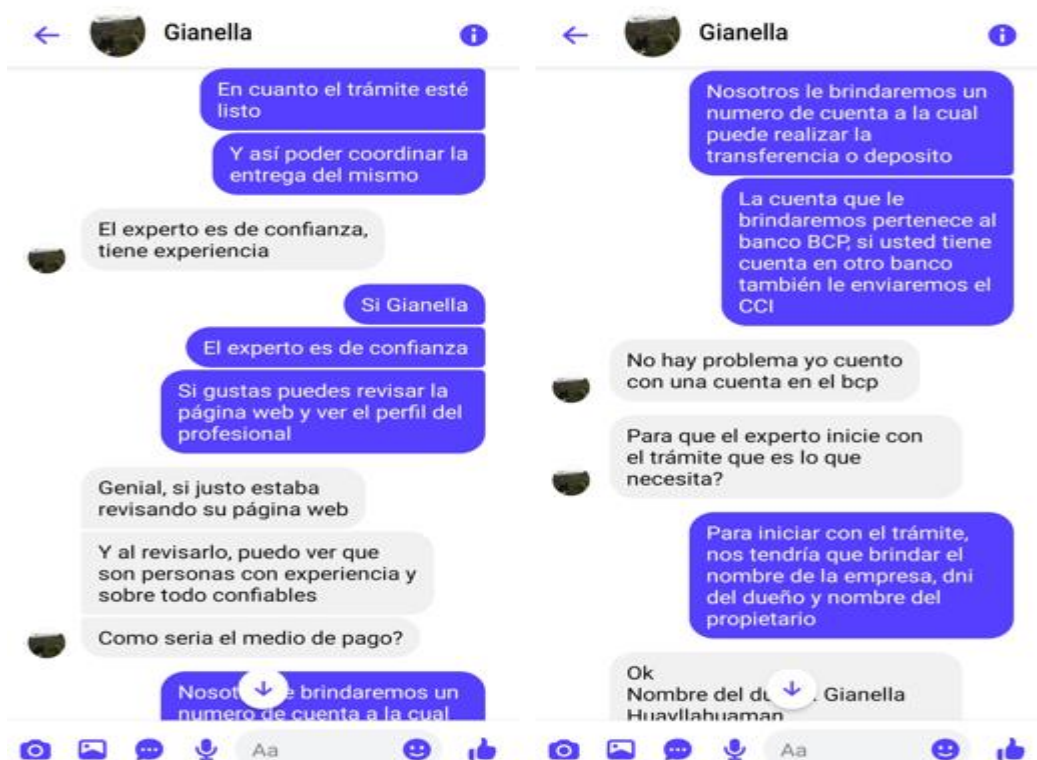 Gianella
En cuanto el trámite esté
listo
Y así poder coordinar la
entrega del mismo
El experto es de confianza,
tiene experiencia
Si Gianella
El experto es de confianza
Si gustas puedes revisar la
página web y ver el perfil del
profesional
Genial, si justo estaba
revisando su página web
Y al revisarlo, puedo ver que
son personas con experiencia y
sobre todo confiables
Como seria el medio de pago?
brindaremos un
numero de cuenta a la cual
Aa
Gianella
Nosotros le brindaremos un
numero de cuenta a la cual
puede realizar la
transferencia o deposito
La cuenta que le
brindaremos pertenece al
banco BCP, si usted tiene
cuenta en otro banco
también le enviaremos el
CCI
No hay problema yo cuento
con una cuenta en el bcp
Para que el experto inicie con
el trámite que es lo que
necesita?
Para iniciar con el trámite,
nos tendría que brindar el
nombre de la empresa, dni
del dueño y nombre del
propietario
Ok
Nombre del Gianella
Huayllahuaman
Aa